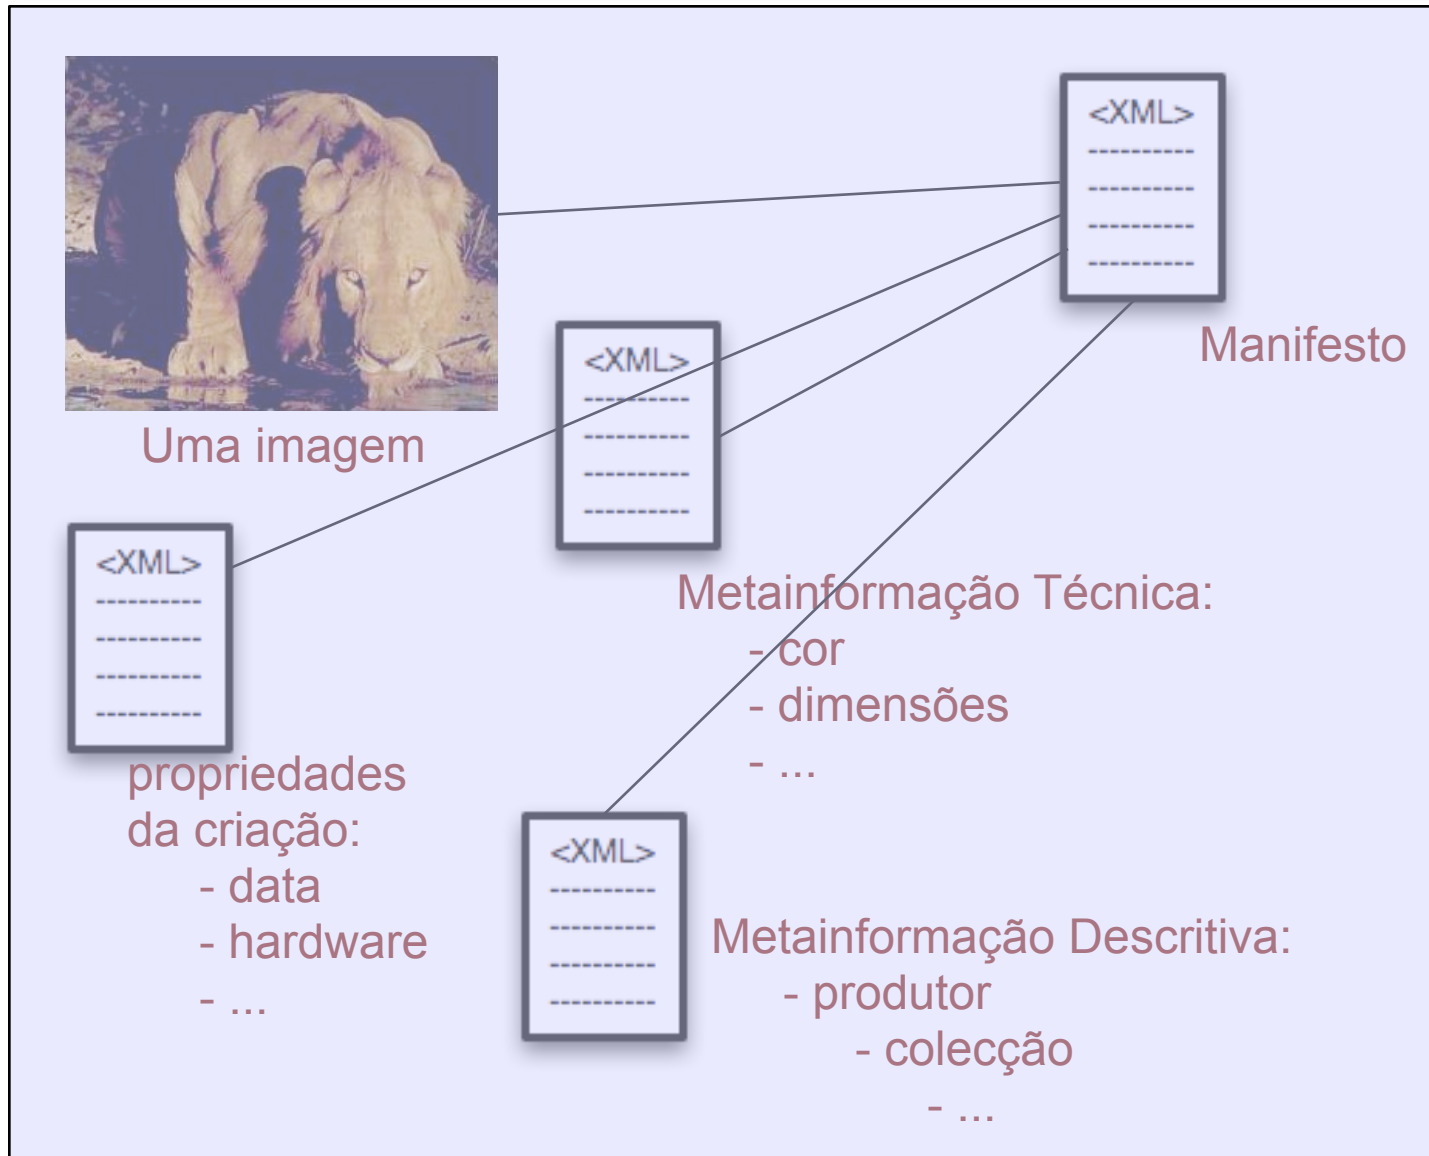 <XML>
----------
----------
----------
----------
Manifesto
Uma imagem
<XML>
----------
----------
----------
----------
Metainformação Técnica:
- cor
- dimensões
- ...
<XML>
----------
----------
----------
----------
propriedades
da criação:
- data
- hardware
- ...
<XML>
----------
----------
----------
----------
Metainformação Descritiva:
- produtor
- colecção
- ...